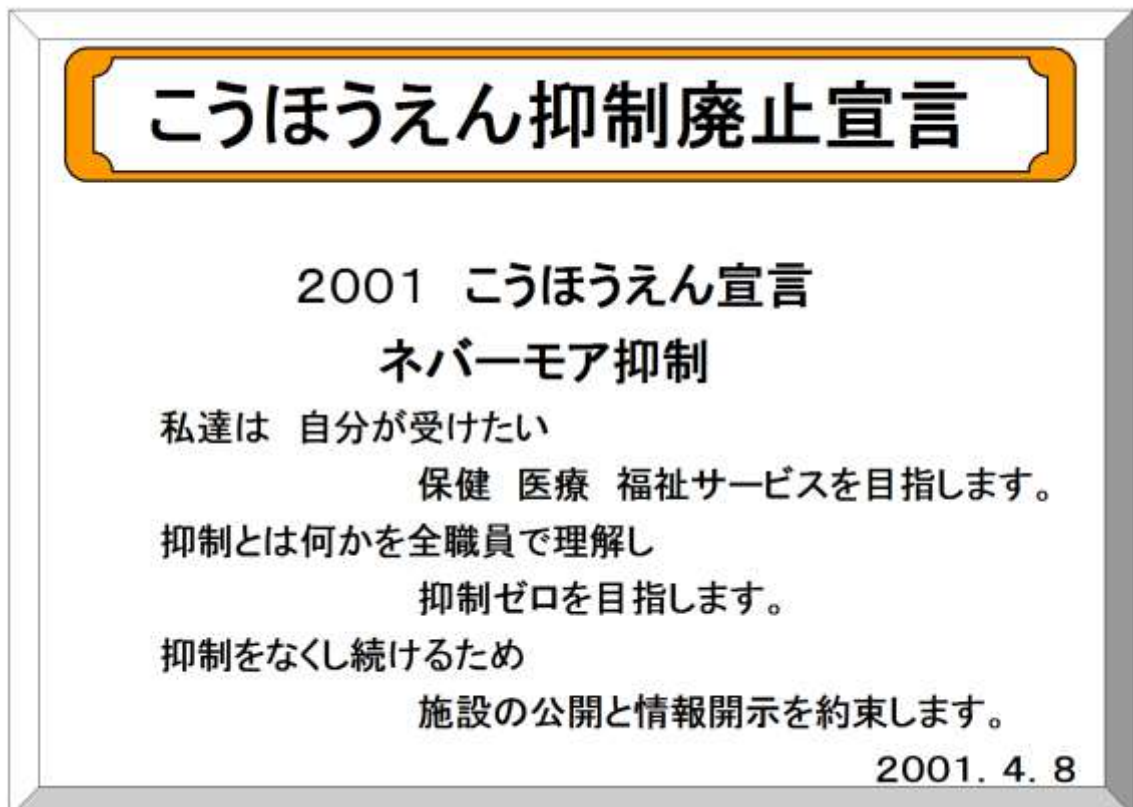 こうほうえん抑制廃止宣言
2001　こうほうえん宣言
ネバーモア抑制
私達は　自分が受けたい
保健　医療　福祉サービスを目指します。
抑制とは何かを全職員で理解し
抑制ゼロを目指します。
抑制をなくし続けるため
施設の公開と情報開示を約束します。
2001．4．8